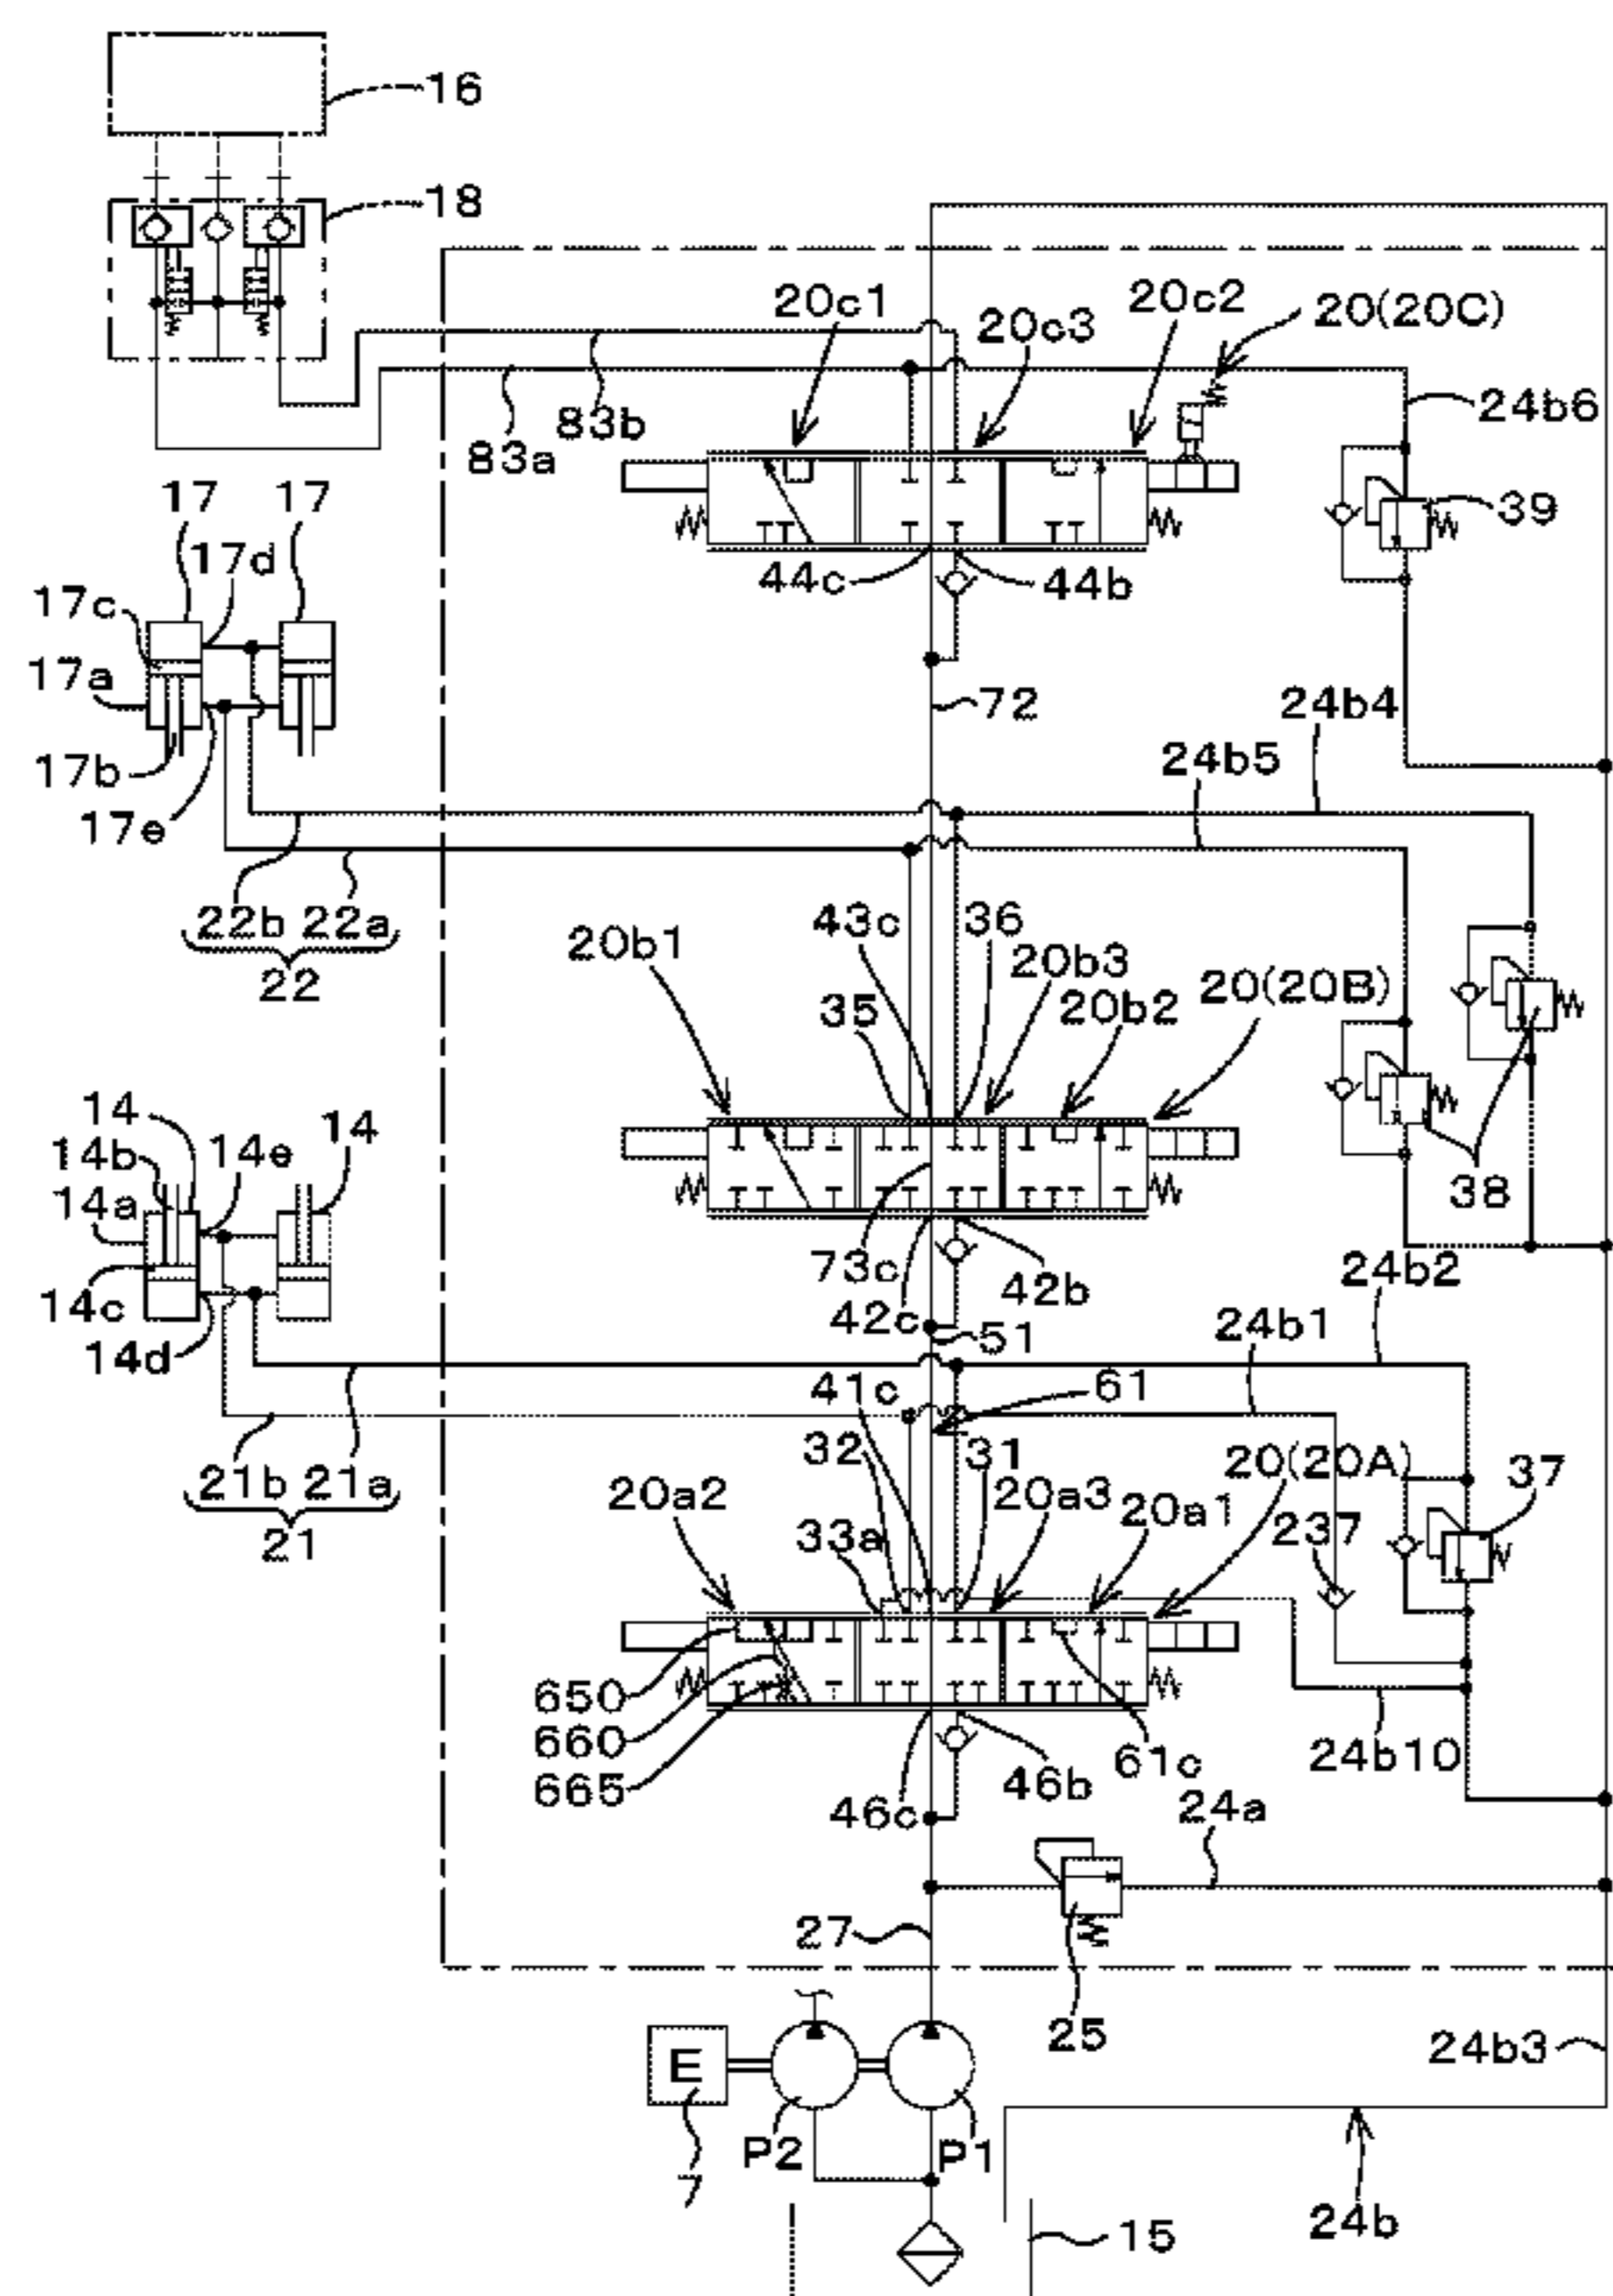 16
18
20c1
20c3
20c2
20(20C)
24b6
83b
83a
39
17
17
17d
17c
44c
44b
17a
72
24b4
17b
24b5
17e
22b 22a
22
43c
36
20b1
20b3
20(20B)
35
20b2
14
14b
14e
14
14a
38
73c
24b2
14c
42b
42c
51
24b1
14d
41c
61
32
31
20(20A)
37
21b 21a
21
20a2
20a3
20a1
237
33a
650
660
665
46c
46b
61c
24b10
24a
27
25
24b3
E
P2
P1
7
15
24b